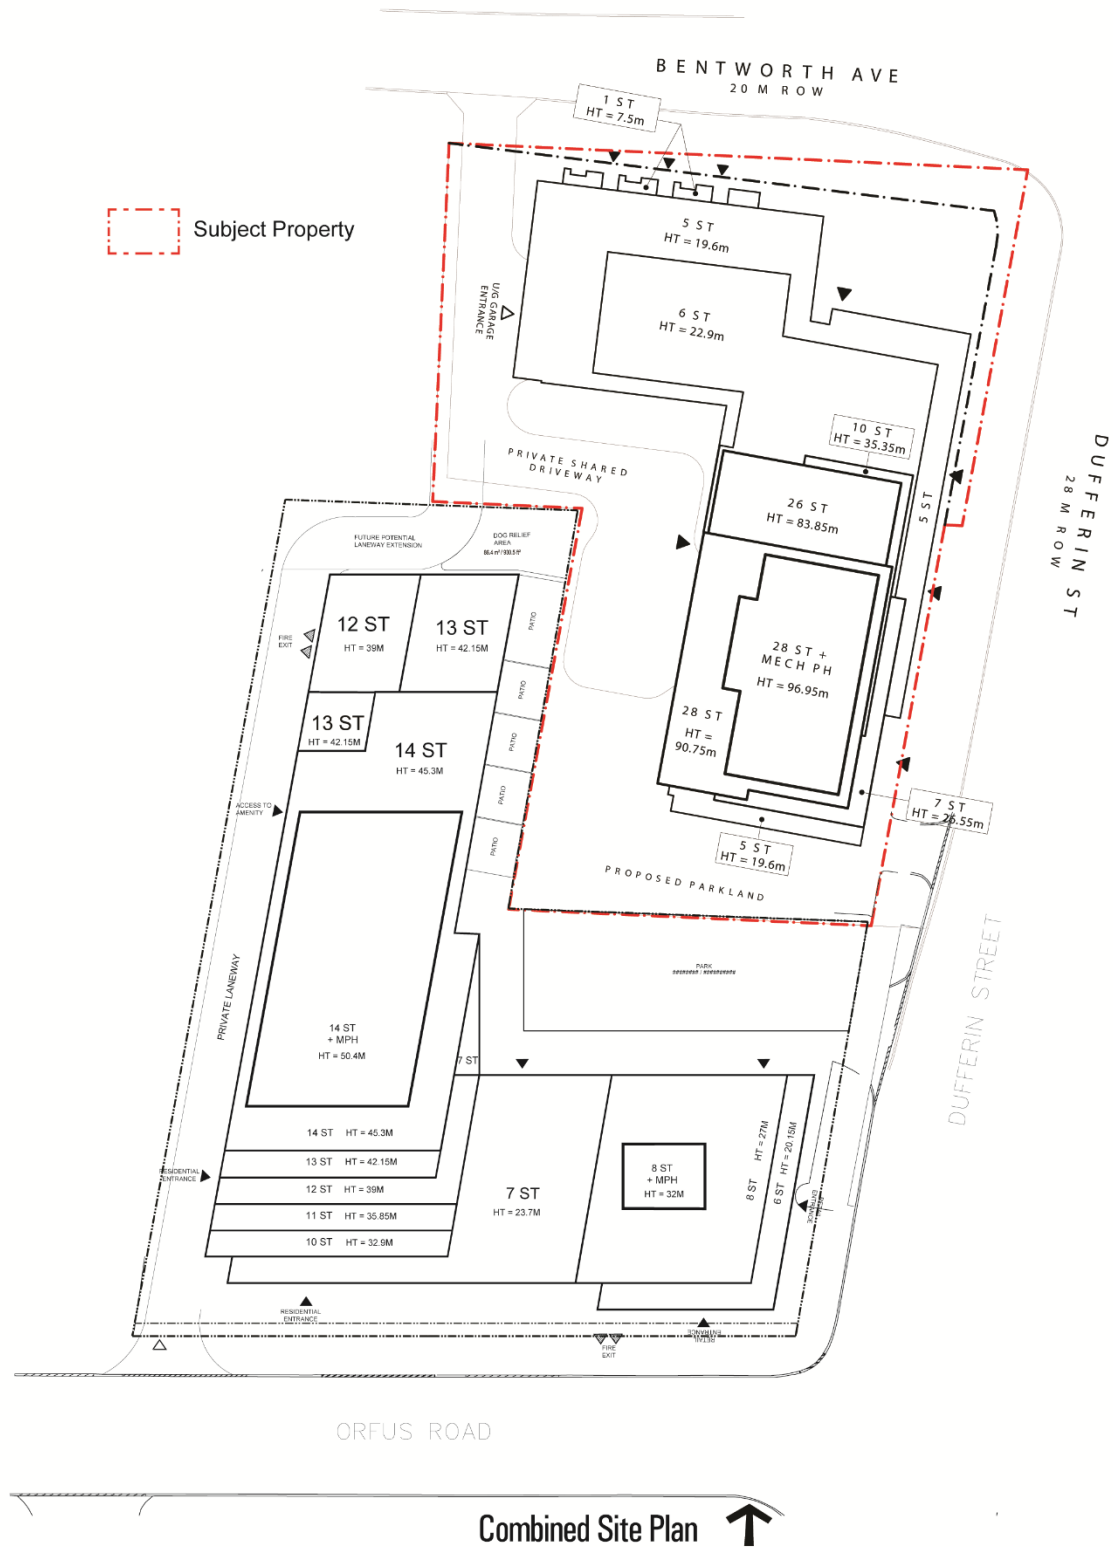 BENTWORTH AVE
20 M ROW
1 ST
HT = 7.5m
Subject Property
5 ST
HT = 19.6m
U/G GARAGE
ENTRANCE
6 ST
HT = 22.9m
DUFFERIN ST
28 M ROW
10 ST
HT = 35.35m
PRIVATE SHARED
DRIVEWAY
26 ST
HT = 83.85m
5 ST
FUTURE POTENTIAL
LANEWAY EXTENSION
DOG RELIEF
AREA
12 ST
HT = 39M
13 ST
HT = 42.15M
PATIO
FIRE
EXIT
28 ST +
MECH PH
HT = 96.95m
PATIO
13 ST
HT = 42.15M
14 ST
HT = 45.3M
28 ST
HT =
90.75m
PATIO
PATIO
ACCESS TO
AMENITY
7 ST
HT = 26.55m
PATIO
5 ST
HT = 19.6m
PROPOSED PARKLAND
PARK
######## / ##########
PRIVATE LANEWAY
DUFFERIN STREET
14 ST
+ MPH
HT = 50.4M
7 ST
14 ST HT = 45.3M
13 ST HT = 42.15M
RESIDENTIAL
ENTRANCE
12 ST HT = 39M
11 ST HT = 35.85M
10 ST HT = 32.9M
7 ST
HT = 23.7M
8 ST
+ MPH
HT = 32M
8 ST HT = 27M
6 ST HT = 20.15M
RETAIL
ENTRANCE
RESIDENTIAL
ENTRANCE
RETAIL
ENTRANCE
FIRE
EXIT
ORFUS ROAD
Combined Site Plan